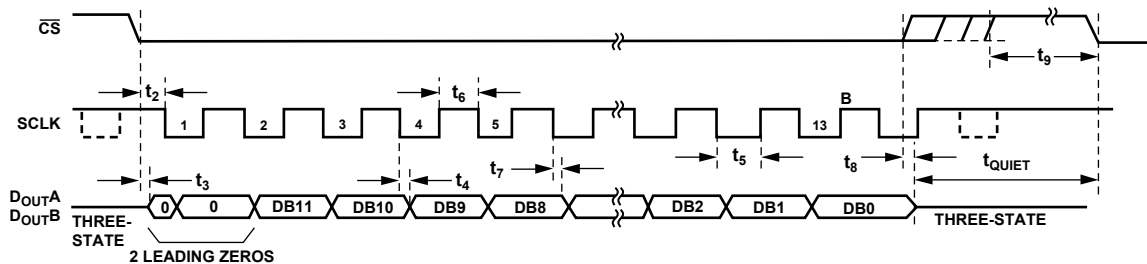 CS
t9
t2
t6
B
SCLK
1
2
3
4
5
13
t5
t8
tQUIET
t3
t4
t7
DOUTA
DOUTB
0
0
DB11
DB10
DB9
DB8
DB2
DB1
DB0
THREE-
STATE
THREE-STATE
2 LEADING ZEROS